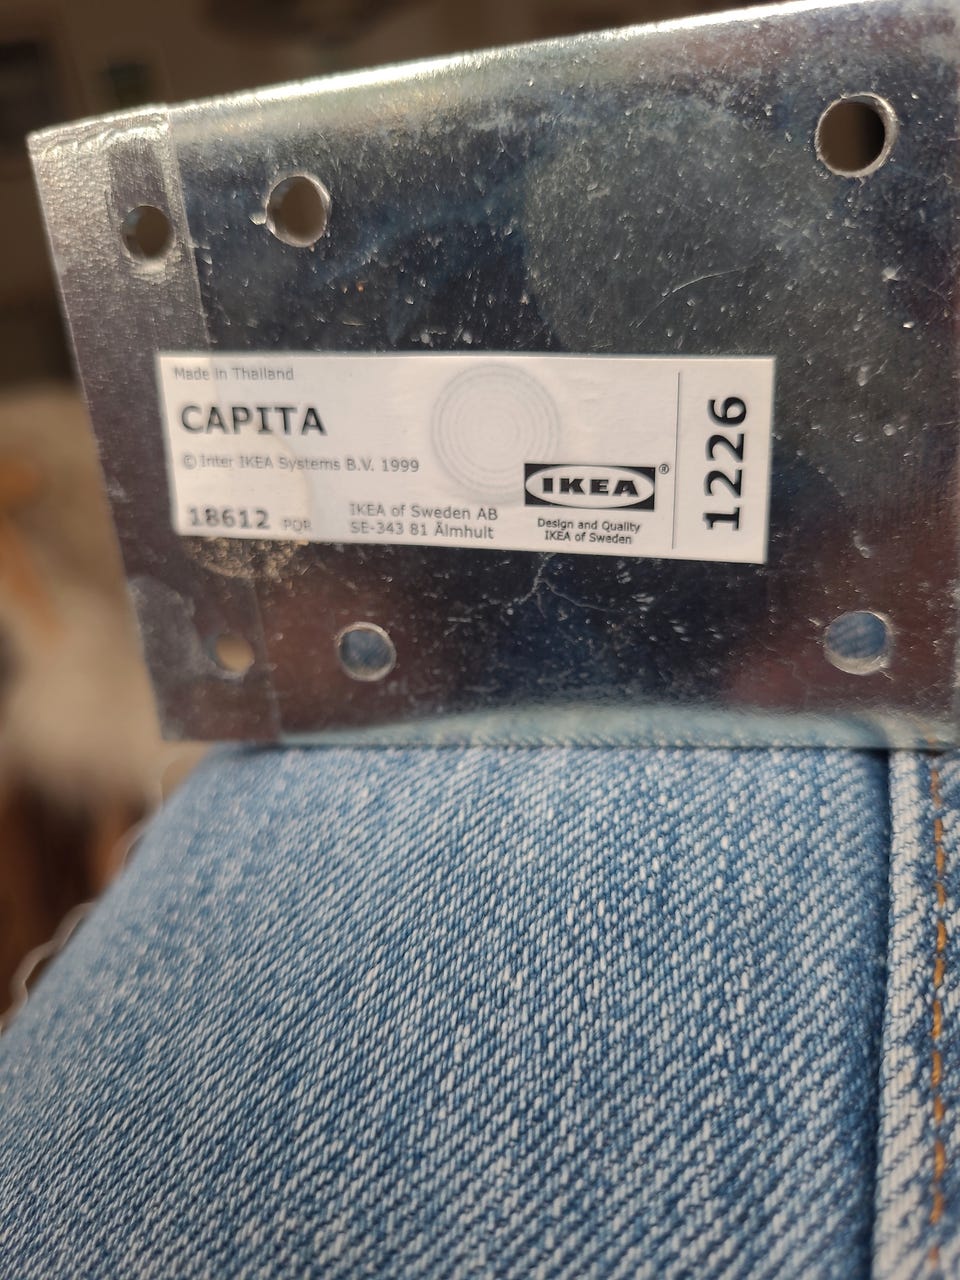 Made in Thailand
CAPITA
© Inter IKEA Systems B.V. 1999
18612 PQR
IKEA of Sweden AB
SE-343 81 Älmhult
IKEA®
Design and Quality
IKEA of Sweden
1226